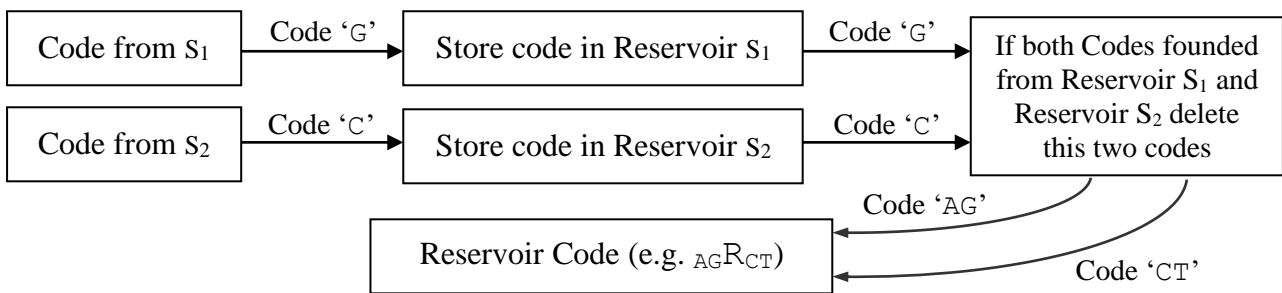 Code from S₁
Code ‘G’
Store code in Reservoir S₁
Code ‘G’
If both Codes founded
from Reservoir S₁ and
Reservoir S₂ delete
this two codes
Code from S₂
Code ‘C’
Store code in Reservoir S₂
Code ‘C’
Code ‘AG’
Reservoir Code (e.g. AGRCT)
Code ‘CT’